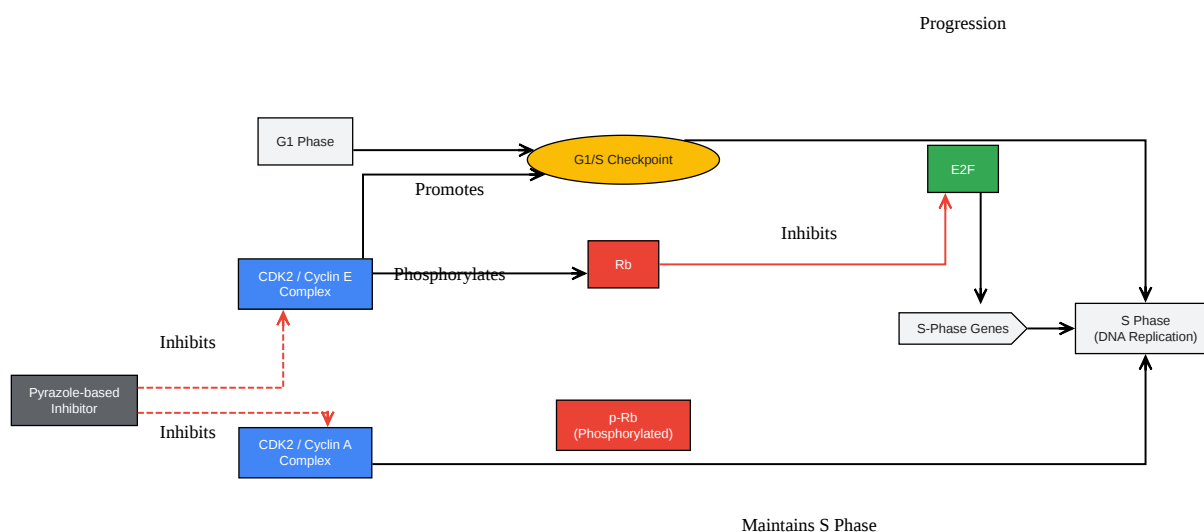 Progression
G1 Phase
G1/S Checkpoint
E2F
Promotes
Inhibits
Rb
CDK2 / Cyclin E
Complex
Phosphorylates
S-Phase Genes
S Phase
(DNA Replication)
Inhibits
Pyrazole-based
Inhibitor
Inhibits
p-Rb
(Phosphorylated)
CDK2 / Cyclin A
Complex
Maintains S Phase